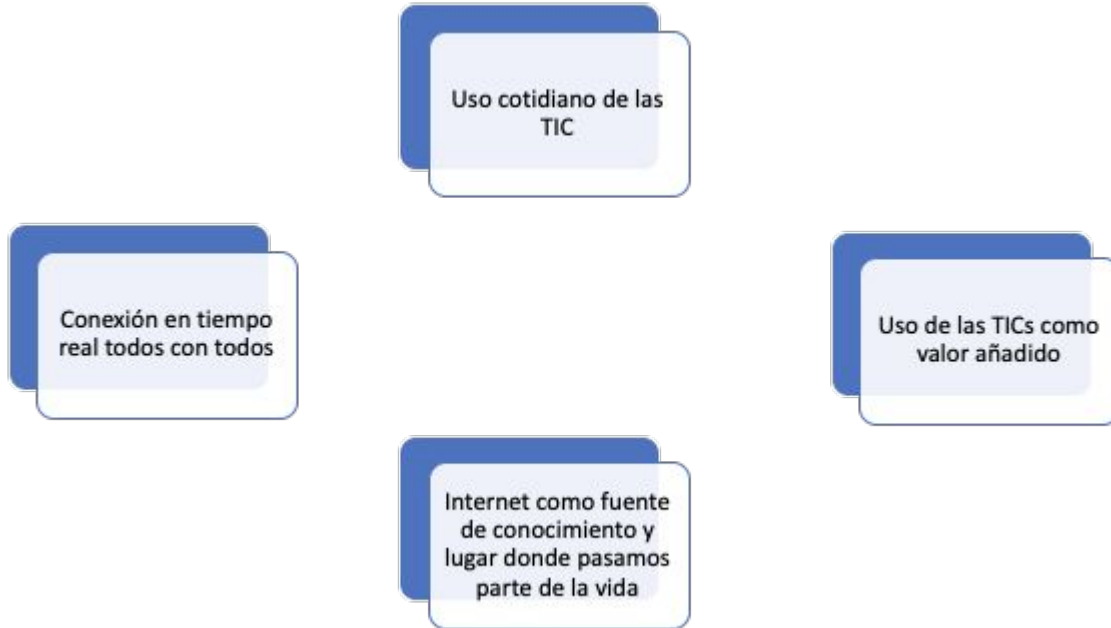 Uso cotidiano de las
TIC
Conexión en tiempo
real todos con todos
Uso de las TICs como
valor añadido
Internet como fuente
de conocimiento y
lugar donde pasamos
parte de la vida